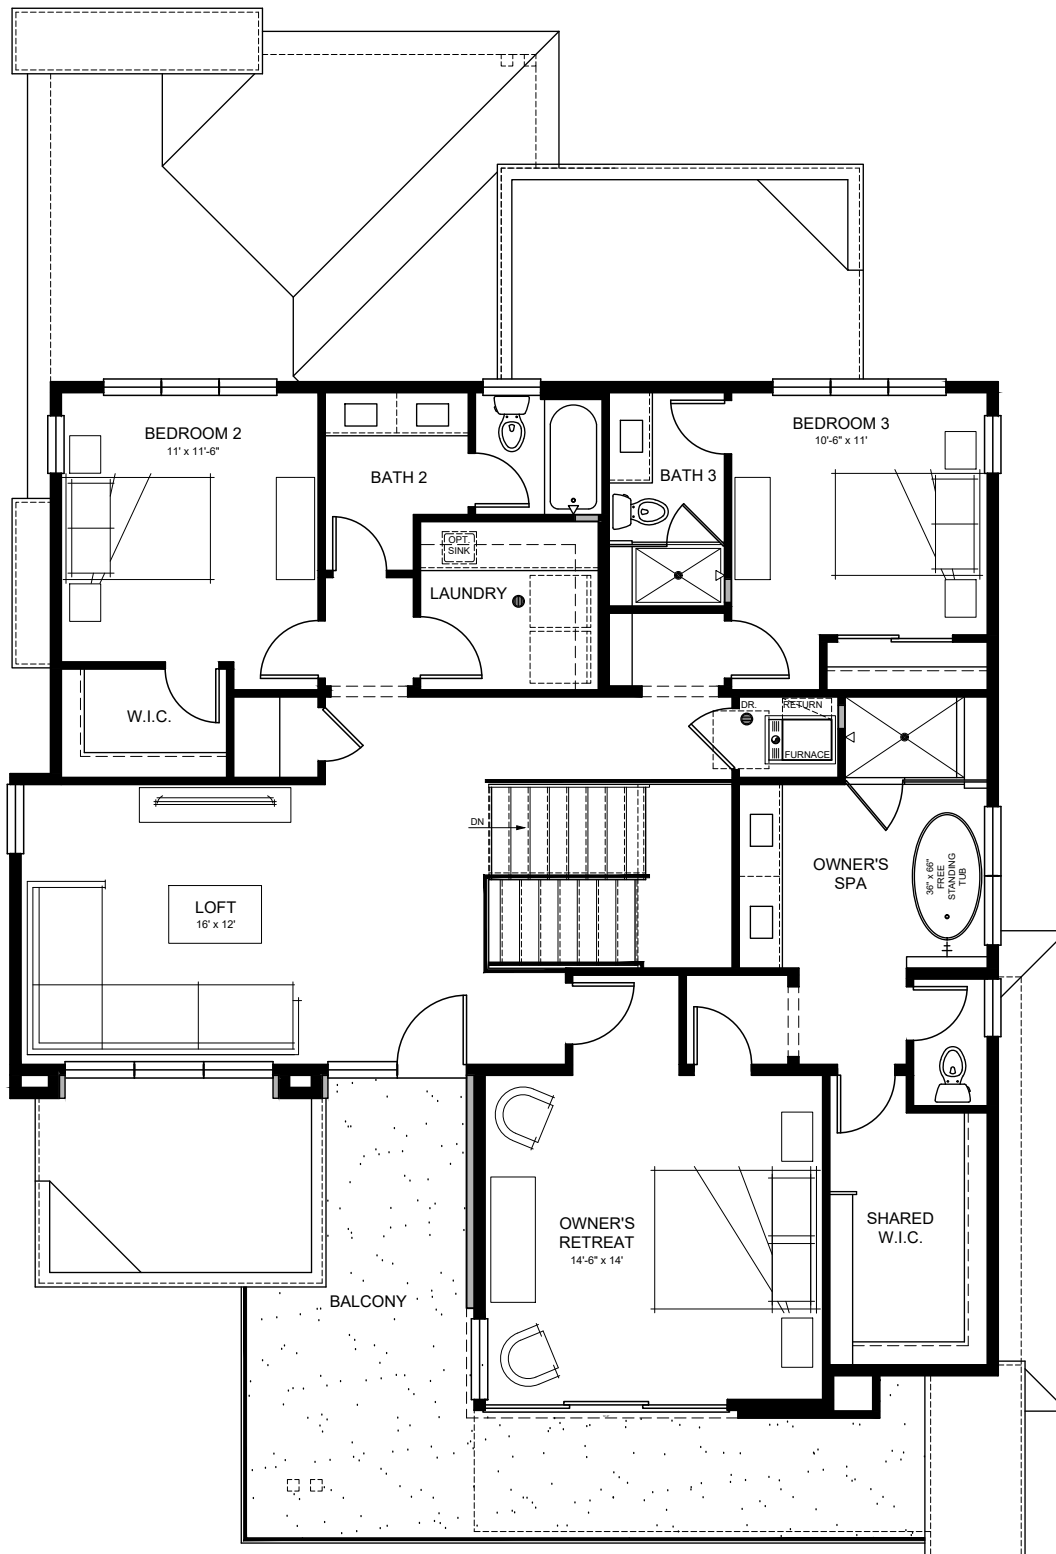 BEDROOM 2
11' x 11'-6"
BATH 2
BATH 3
BEDROOM 3
10'-6" x 11'
OPT.
SINK
LAUNDRY
W.I.C.
DR.
RETURN
FURNACE
DN
OWNER'S
SPA
36" x 66"
FREE
STANDING
TUB
LOFT
16' x 12'
OWNER'S
RETREAT
14'-6" x 14'
SHARED
W.I.C.
BALCONY